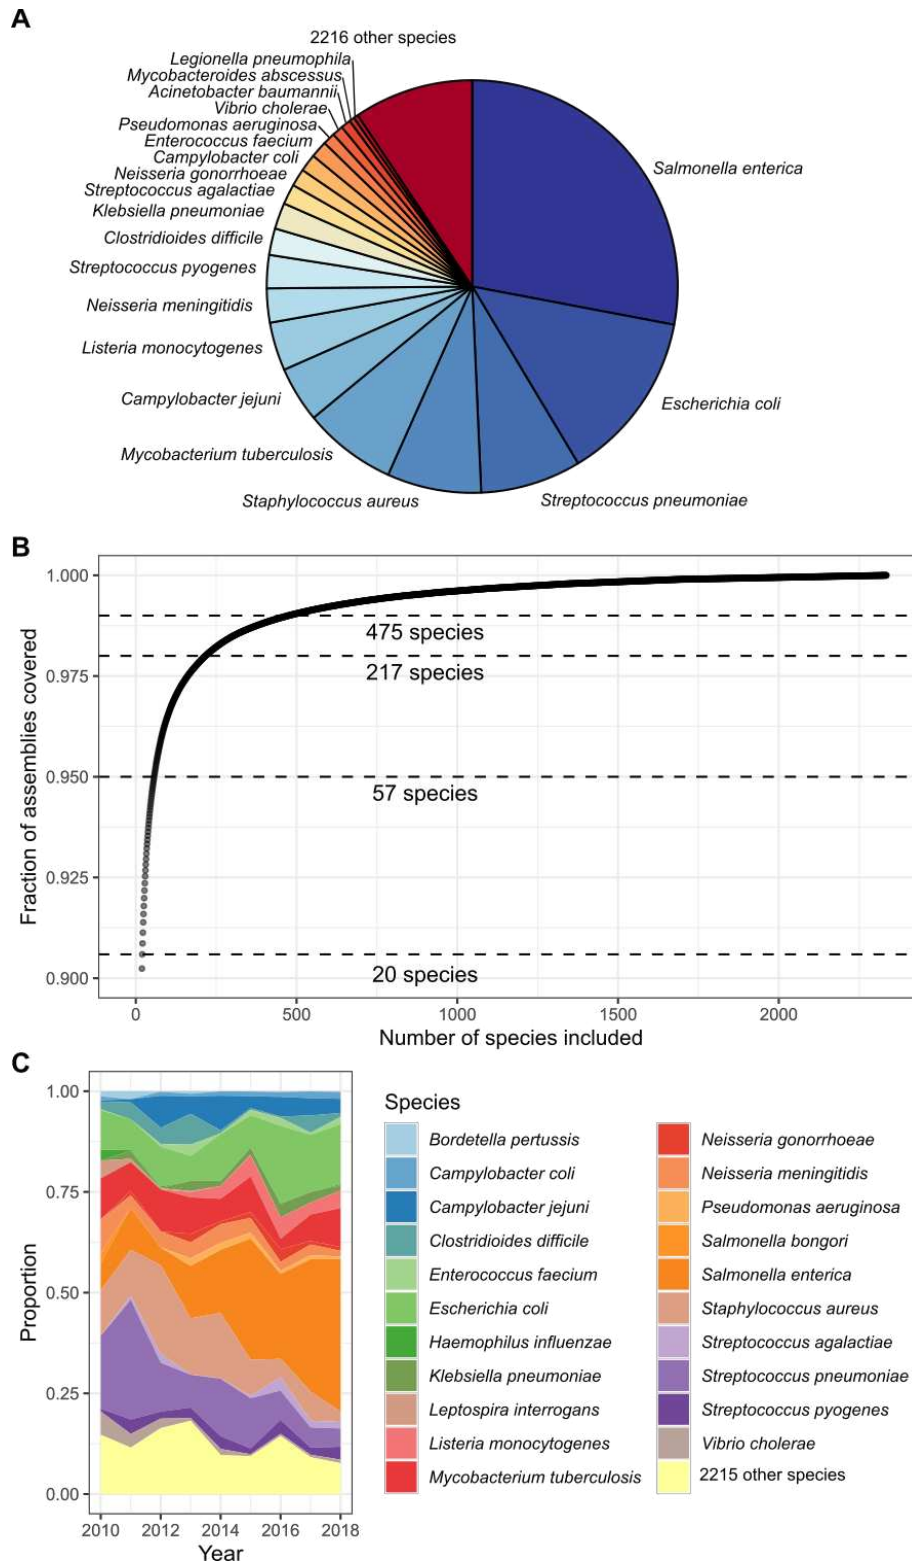 A
2216 other species
Legionella pneumophila
Mycobacteroides abscessus
Acinetobacter baumannii
Vibrio cholerae
Pseudomonas aeruginosa
Enterococcus faecium
Campylobacter coli
Neisseria gonorrhoeae
Streptococcus agalactiae
Klebsiella pneumoniae
Clostridioides difficile
Streptococcus pyogenes
Neisseria meningitidis
Listeria monocytogenes
Campylobacter jejuni
Mycobacterium tuberculosis
Staphylococcus aureus
Streptococcus pneumoniae
Escherichia coli
Salmonella enterica
B
Fraction of assemblies covered
1.000
0.975
0.950
0.925
0.900
475 species
217 species
57 species
20 species
0
500
1000
1500
2000
Number of species included
C
Proportion
1.00
0.75
0.50
0.25
0.00
2010
2012
2014
2016
2018
Year
Species
Bordetella pertussis
Campylobacter coli
Campylobacter jejuni
Clostridioides difficile
Enterococcus faecium
Escherichia coli
Haemophilus influenzae
Klebsiella pneumoniae
Leptospira interrogans
Listeria monocytogenes
Mycobacterium tuberculosis
Neisseria gonorrhoeae
Neisseria meningitidis
Pseudomonas aeruginosa
Salmonella bongori
Salmonella enterica
Staphylococcus aureus
Streptococcus agalactiae
Streptococcus pneumoniae
Streptococcus pyogenes
Vibrio cholerae
2215 other species